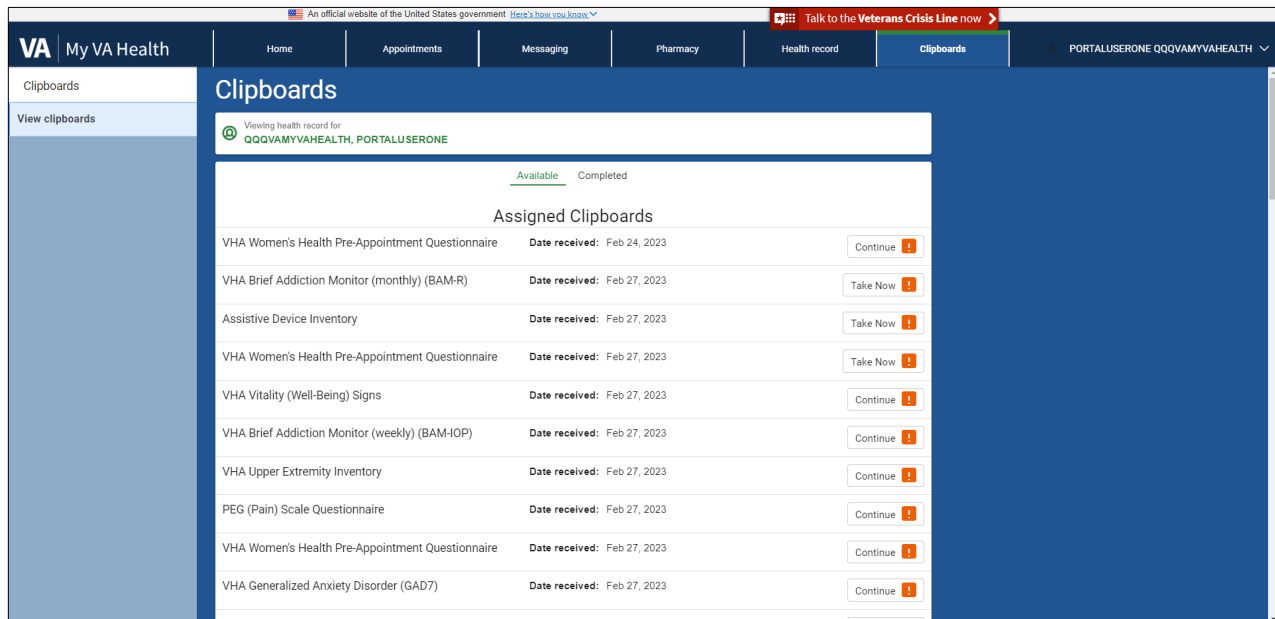 An official website of the United States government Here's how you know
Talk to the Veterans Crisis Line now
VA My VA Health
Home
Appointments
Messaging
Pharmacy
Health record
Clipboards
PORTALUSERONE QQQVAMYVAHEALTH
Clipboards
View clipboards
Clipboards
Viewing health record for
QQQVAMYVAHEALTH, PORTALUSERONE
Available Completed
Assigned Clipboards
VHA Women's Health Pre-Appointment Questionnaire Date received: Feb 24, 2023 Continue !
VHA Brief Addiction Monitor (monthly) (BAM-R) Date received: Feb 27, 2023 Take Now !
Assistive Device Inventory Date received: Feb 27, 2023 Take Now !
VHA Women's Health Pre-Appointment Questionnaire Date received: Feb 27, 2023 Take Now !
VHA Vitality (Well-Being) Signs Date received: Feb 27, 2023 Continue !
VHA Brief Addiction Monitor (weekly) (BAM-IOP) Date received: Feb 27, 2023 Continue !
VHA Upper Extremity Inventory Date received: Feb 27, 2023 Continue !
PEG (Pain) Scale Questionnaire Date received: Feb 27, 2023 Continue !
VHA Women's Health Pre-Appointment Questionnaire Date received: Feb 27, 2023 Continue !
VHA Generalized Anxiety Disorder (GAD7) Date received: Feb 27, 2023 Continue !